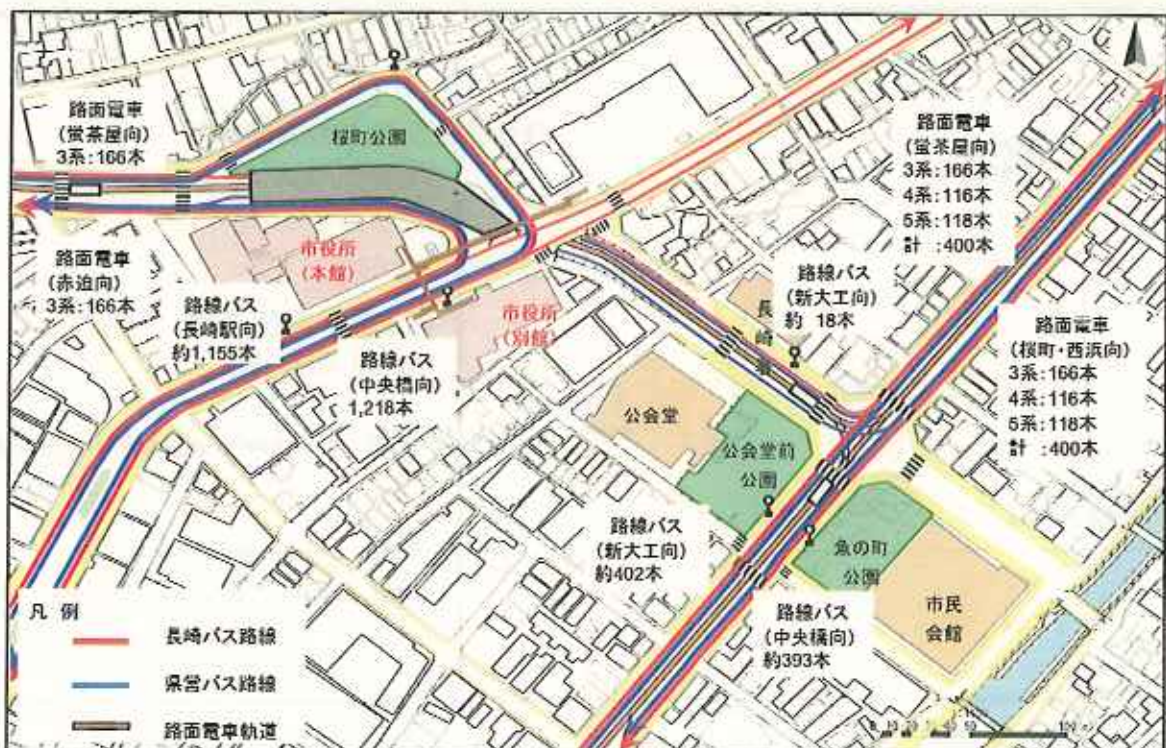 路面電車
(蛍茶屋向)
3系:166本
桜町公園
路面電車
(蛍茶屋向)
3系:166本
4系:116本
5系:118本
計 :400本
市役所
(本館)
路面電車
(赤迫向)
3系:166本
路線バス
(長崎駅向)
約1,155本
市役所
(別館)
路線バス
(中央橋向)
1,218本
路線バス
(新大工向)
約 18本
長
崎
路面電車
(桜町・西浜向)
3系:166本
4系:116本
5系:118本
計 :400本
公会堂
公会堂前
公園
路線バス
(新大工向)
約402本
魚の町
公園
市民
会館
路線バス
(中央橋向)
約393本
凡 例
長崎バス路線
県営バス路線
路面電車軌道